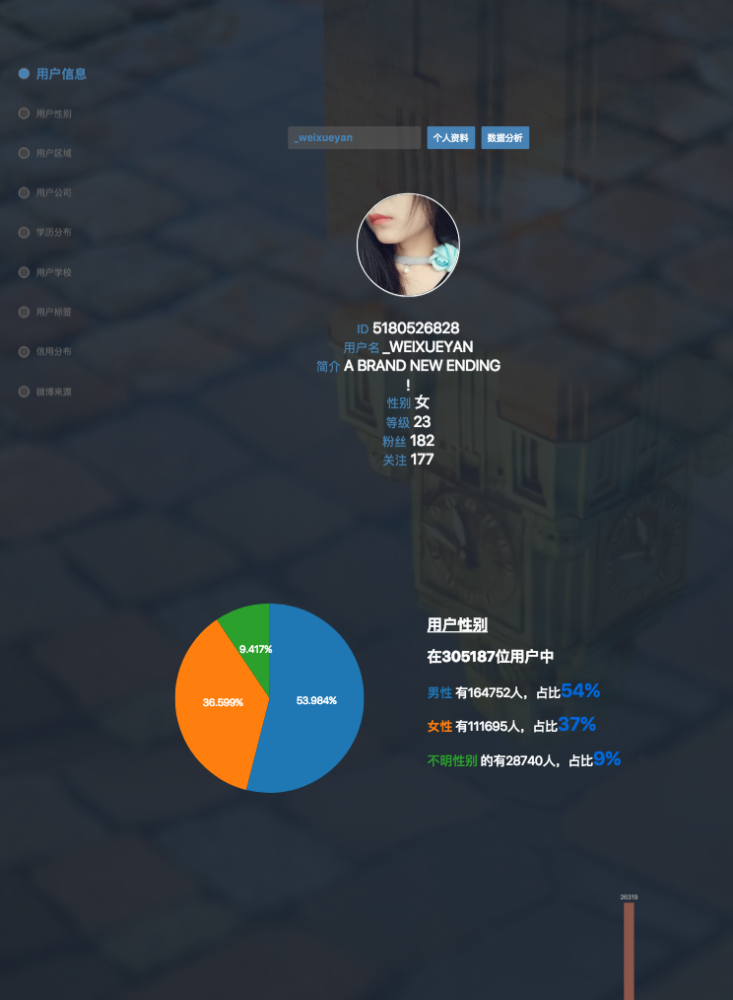 用户信息
用户性别
用户区域
用户公司
学历分布
用户学校
用户标签
信用分布
微博来源
_weixueyan
个人资料
数据分析
ID 5180526828
用户名 _WEIXUEYAN
简介 A BRAND NEW ENDING
!
性别 女
等级 23
粉丝 182
关注 177
9.417%
36.599%
53.984%
用户性别
在305187位用户中
男性 有164752人，占比54%
女性 有111695人，占比37%
不明性别 的有28740人，占比9%
26319